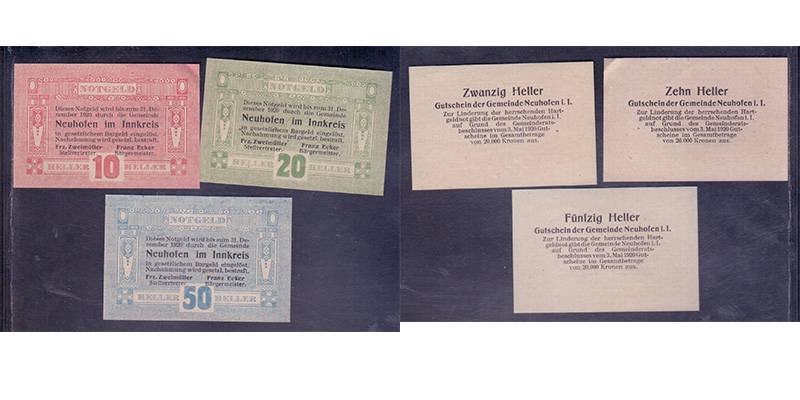 NOTGELD
Dieses Notgeld wird bis zum 31. De-
zember 1920 durch die Gemeinde
Neuhofen im Innkreis
in gesetzlichem Bargeld eingelöst.
Nachahmung wird gesetzl. bestraft.
Frz. Zweimüller Franz Ecker
Stellvertreter. Bürgermeister.
HELLER 10 HELLER
NOTGELD
Dieses Notgeld wird bis zum 31. De-
zember 1920 durch die Gemeinde
Neuhofen im Innkreis
in gesetzlichem Bargeld eingelöst.
Nachahmung wird gesetzl. bestraft.
Frz. Zweimüller Franz Ecker
Stellvertreter. Bürgermeister.
HELLER 20 HELLER
NOTGELD
Dieses Notgeld wird bis zum 31. De-
zember 1920 durch die Gemeinde
Neuhofen im Innkreis
in gesetzlichem Bargeld eingelöst.
Nachahmung wird gesetzl. bestraft.
Frz. Zweimüller Franz Ecker
Stellvertreter. Bürgermeister.
HELLER 50 HELLER
Zwanzig Heller
Gutschein der Gemeinde Neuhofen i. I.
Zur Linderung der herrschenden Hart-
geldnot gibt die Gemeinde Neuhofen i. I.
auf Grund des Gemeinderats-
beschlusses vom 3. Mai 1920 Gut-
scheine im Gesamtbetrage
von 20,000 Kronen aus.
Zehn Heller
Gutschein der Gemeinde Neuhofen i. I.
Zur Linderung der herrschenden Hart-
geldnot gibt die Gemeinde Neuhofen i. I.
auf Grund des Gemeinderats-
beschlusses vom 3. Mai 1920 Gut-
scheine im Gesamtbetrage
von 20,000 Kronen aus.
Fünfzig Heller
Gutschein der Gemeinde Neuhofen i. I.
Zur Linderung der herrschenden Hart-
geldnot gibt die Gemeinde Neuhofen i. I.
auf Grund des Gemeinderats-
beschlusses vom 3. Mai 1920 Gut-
scheine im Gesamtbetrage
von 20,000 Kronen aus.